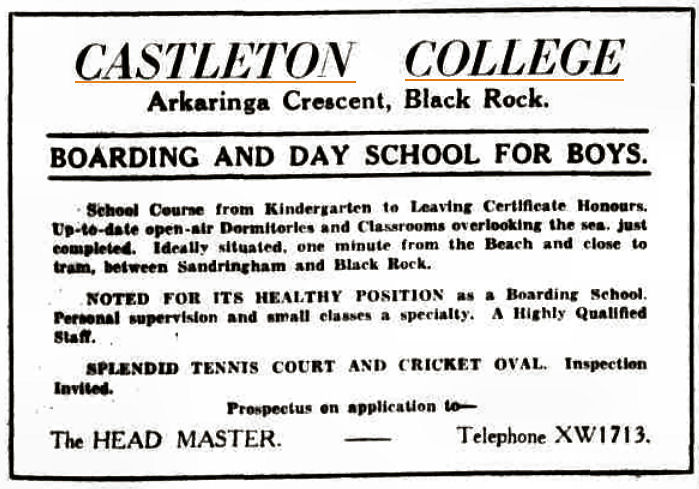 CASTLETON COLLEGE
Arkaringa Crescent, Black Rock.
BOARDING AND DAY SCHOOL FOR BOYS.
School Course from Kindergarten to Leaving Certificate Honours.
Up-to-date open-air Dormitories and Classrooms overlooking the sea, just
completed. Ideally situated, one minute from the Beach and close to
tram, between Sandringham and Black Rock.
NOTED FOR ITS HEALTHY POSITION as a Boarding School.
Personal supervision and small classes a specialty. A Highly Qualified
Staff.
SPLENDID TENNIS COURT AND CRICKET OVAL. Inspection
Invited.
Prospectus on application to—
The HEAD MASTER. — Telephone XW1713.